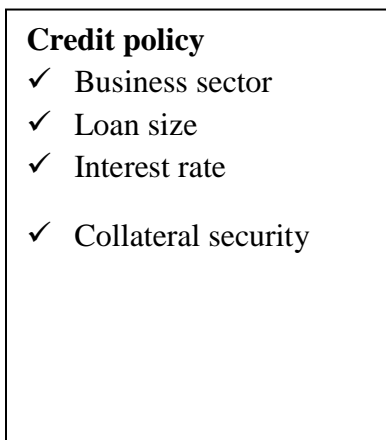 Credit policy
✓ Business sector
✓ Loan size
✓ Interest rate
✓ Collateral security